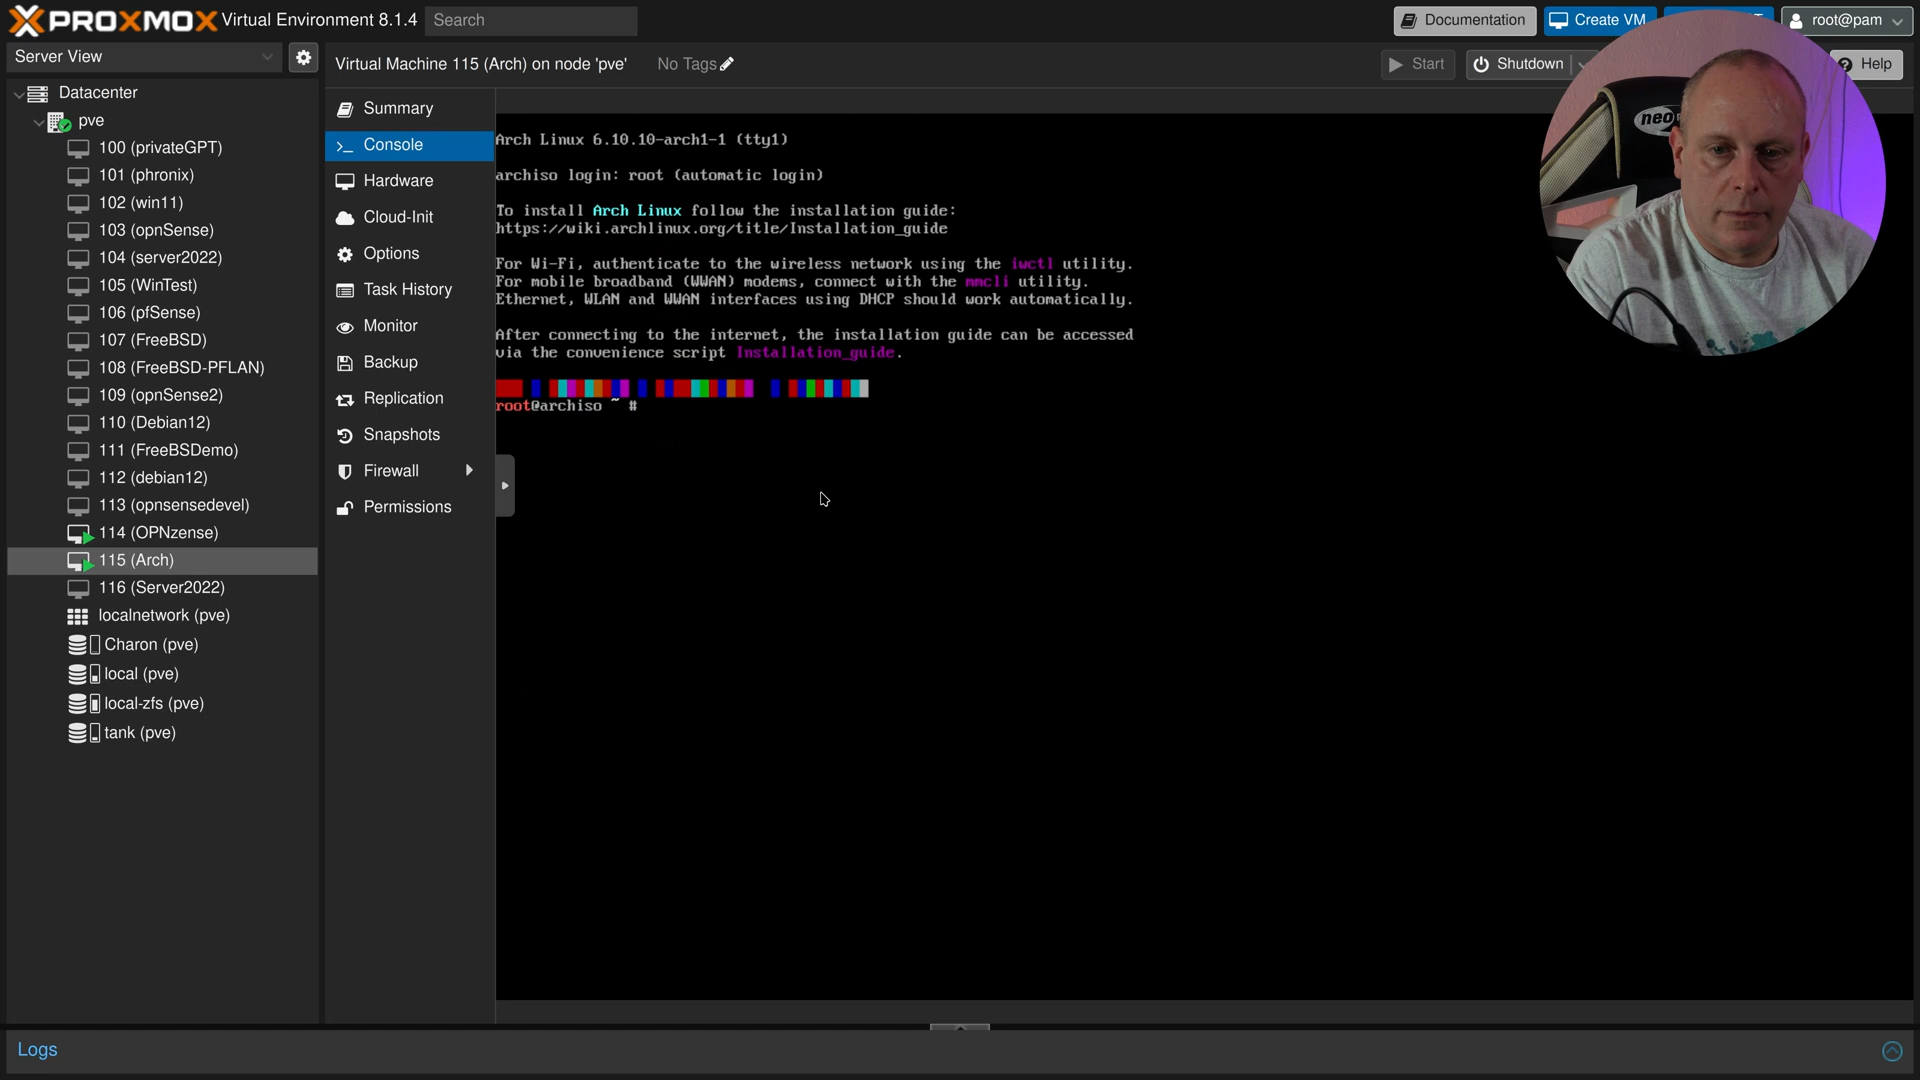 PROXMOX Virtual Environment 8.1.4 Search Documentation Create VM root@pam
Server View
Virtual Machine 115 (Arch) on node 'pve' No Tags Start Shutdown Help
Datacenter
pve
100 (privateGPT)
101 (phronix)
102 (win11)
103 (opnSense)
104 (server2022)
105 (WinTest)
106 (pfSense)
107 (FreeBSD)
108 (FreeBSD-PFLAN)
109 (opnSense2)
110 (Debian12)
111 (FreeBSDemo)
112 (debian12)
113 (opnsensedevel)
114 (OPNzense)
115 (Arch)
116 (Server2022)
localnetwork (pve)
Charon (pve)
local (pve)
local-zfs (pve)
tank (pve)
Summary
Console
Hardware
Cloud-Init
Options
Task History
Monitor
Backup
Replication
Snapshots
Firewall
Permissions
Arch Linux 6.10.10-arch1-1 (tty1)
archiso login: root (automatic login)
To install Arch Linux follow the installation guide:
https://wiki.archlinux.org/title/Installation_guide
For Wi-Fi, authenticate to the wireless network using the iwctl utility.
For mobile broadband (WWAN) modems, connect with the mmcli utility.
Ethernet, WLAN and WWAN interfaces using DHCP should work automatically.
After connecting to the internet, the installation guide can be accessed
via the convenience script Installation_guide.
root@archiso ~ #
neo
Logs